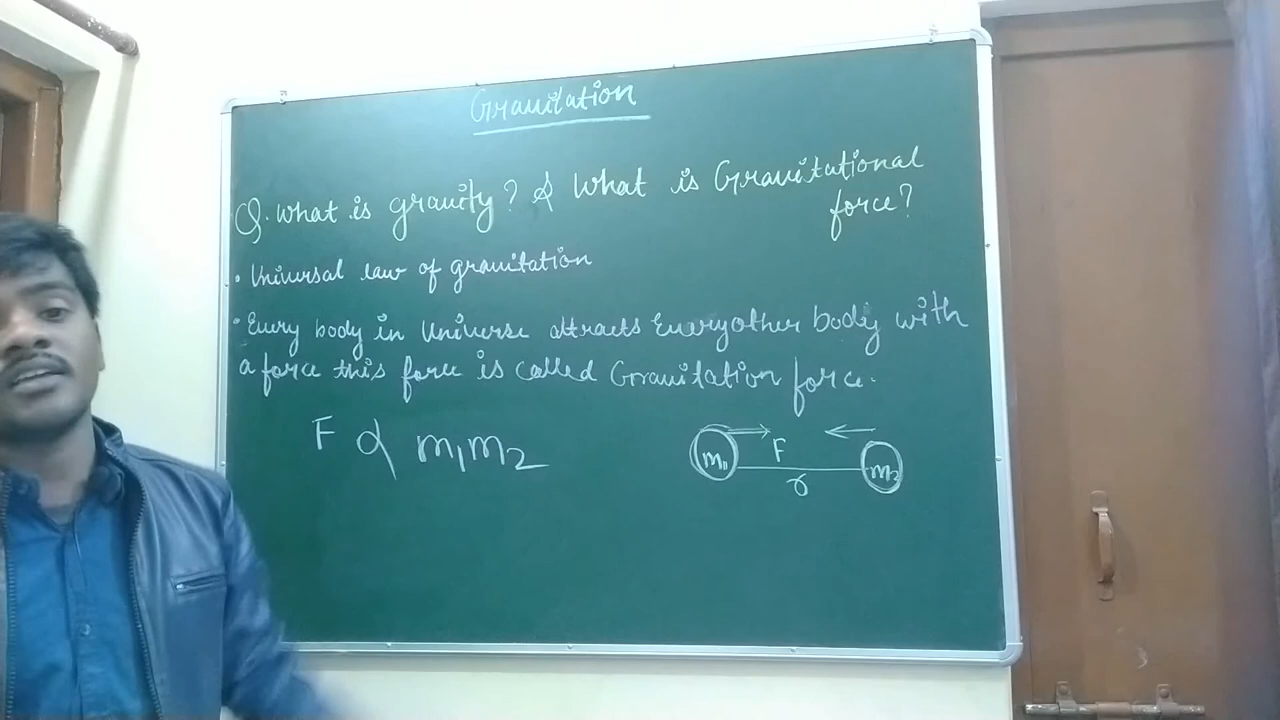 Gravitation
Q. What is gravity? & What is Gravitational
force?
• Universal law of gravitation
• Every body in Universe attracts Everyother body with
a force this force is called Gravitation force.
F ∝ m₁m₂
m₁ F m₂
r